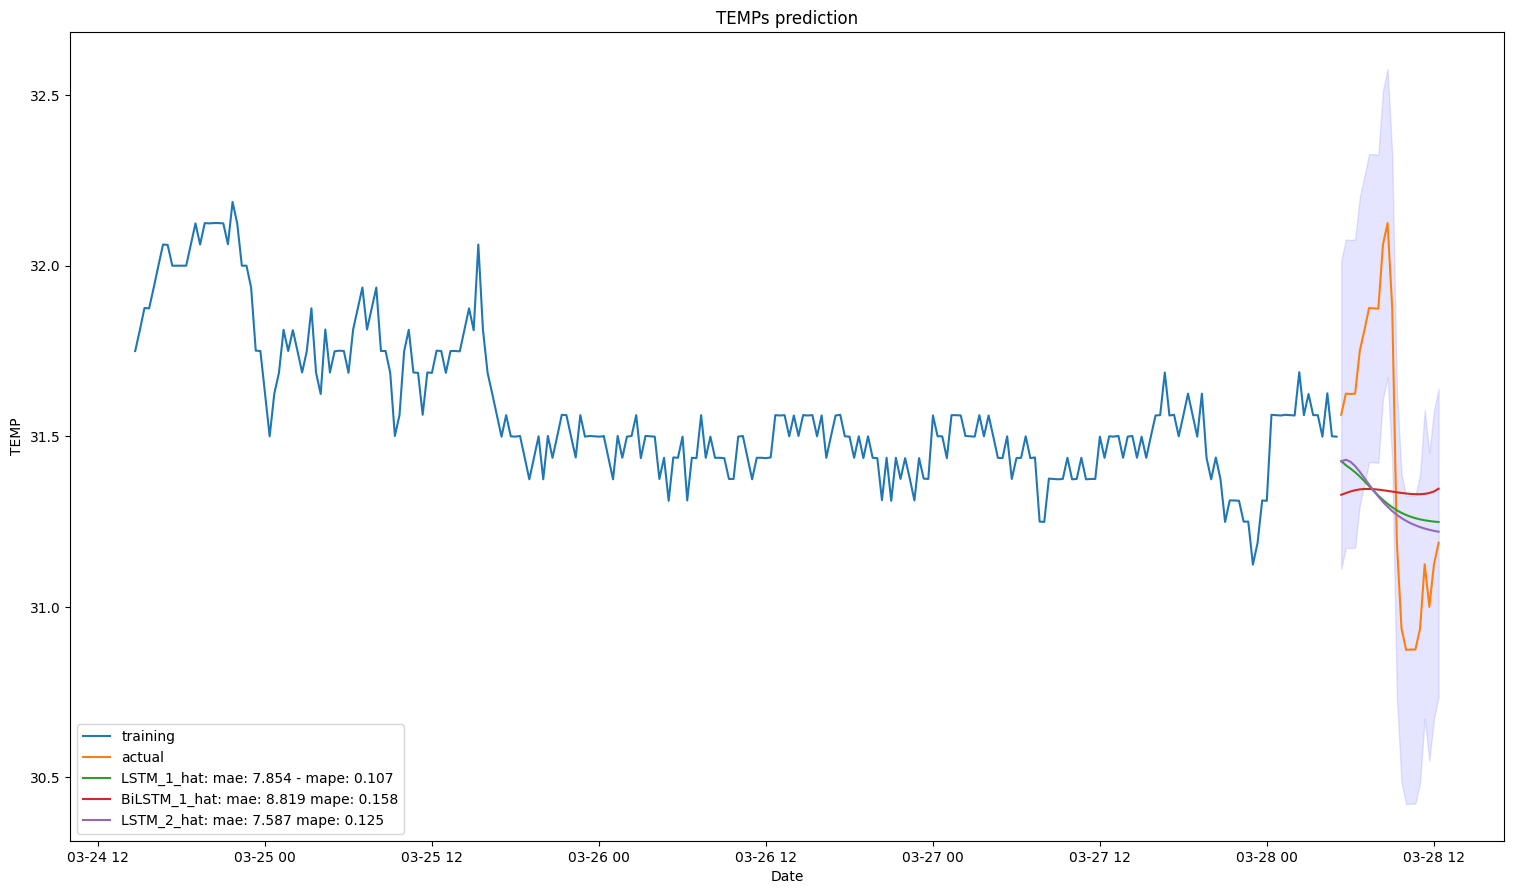 TEMPs prediction
32.5
32.0
31.5
31.0
30.5
TEMP
training
actual
LSTM_1_hat: mae: 7.854 - mape: 0.107
BiLSTM_1_hat: mae: 8.819 mape: 0.158
LSTM_2_hat: mae: 7.587 mape: 0.125
03-24 12
03-25 00
03-25 12
03-26 00
03-26 12
03-27 00
03-27 12
03-28 00
03-28 12
Date